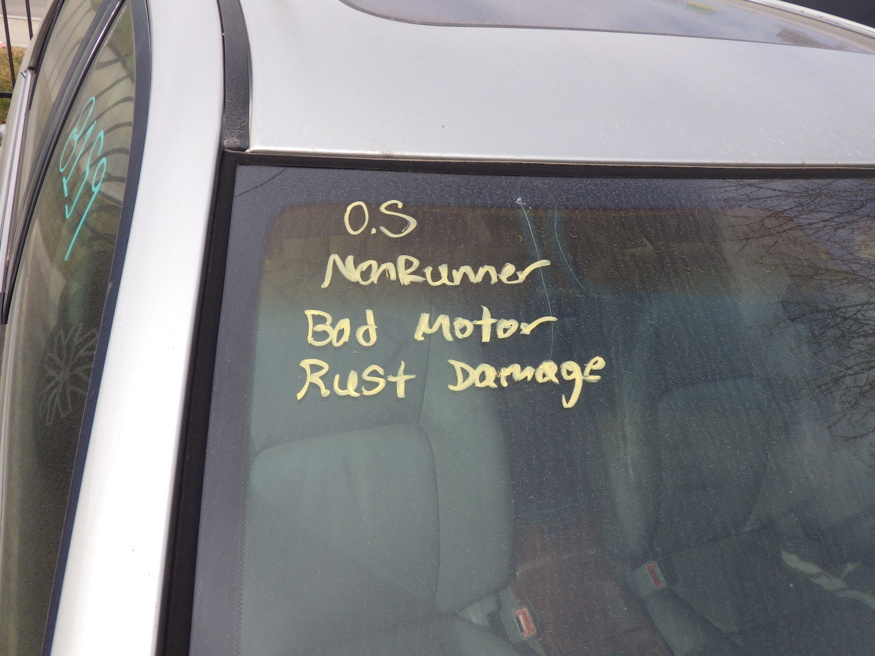 O.S
NonRunner
Bad Motor
Rust Damage